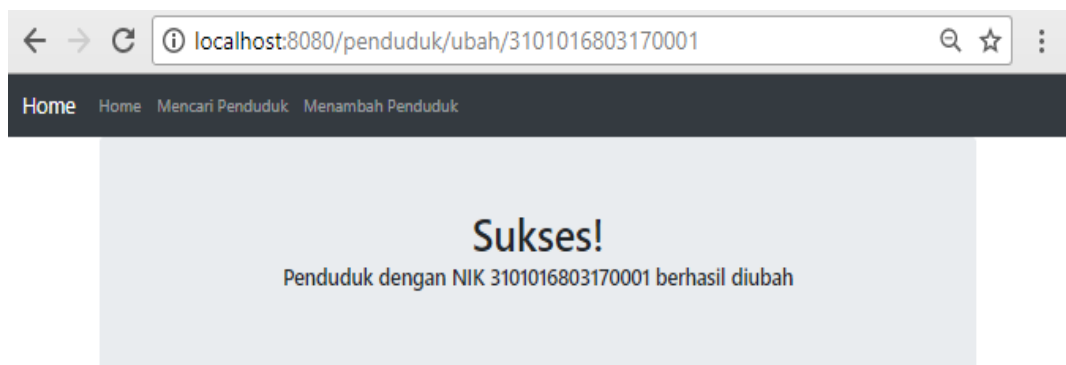 localhost:8080/penduduk/ubah/3101016803170001
Home Home Mencari Penduduk Menambah Penduduk
Sukses!
Penduduk dengan NIK 3101016803170001 berhasil diubah